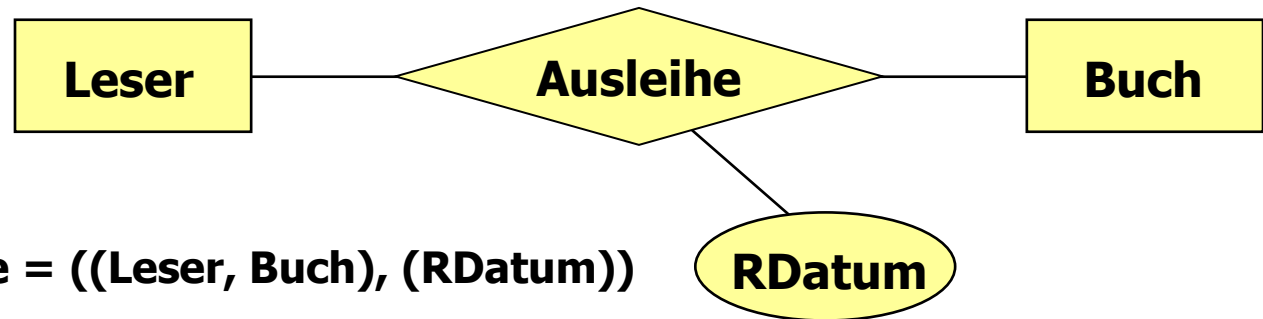 Leser
Ausleihe
Buch
e = ((Leser, Buch), (RDatum))
RDatum